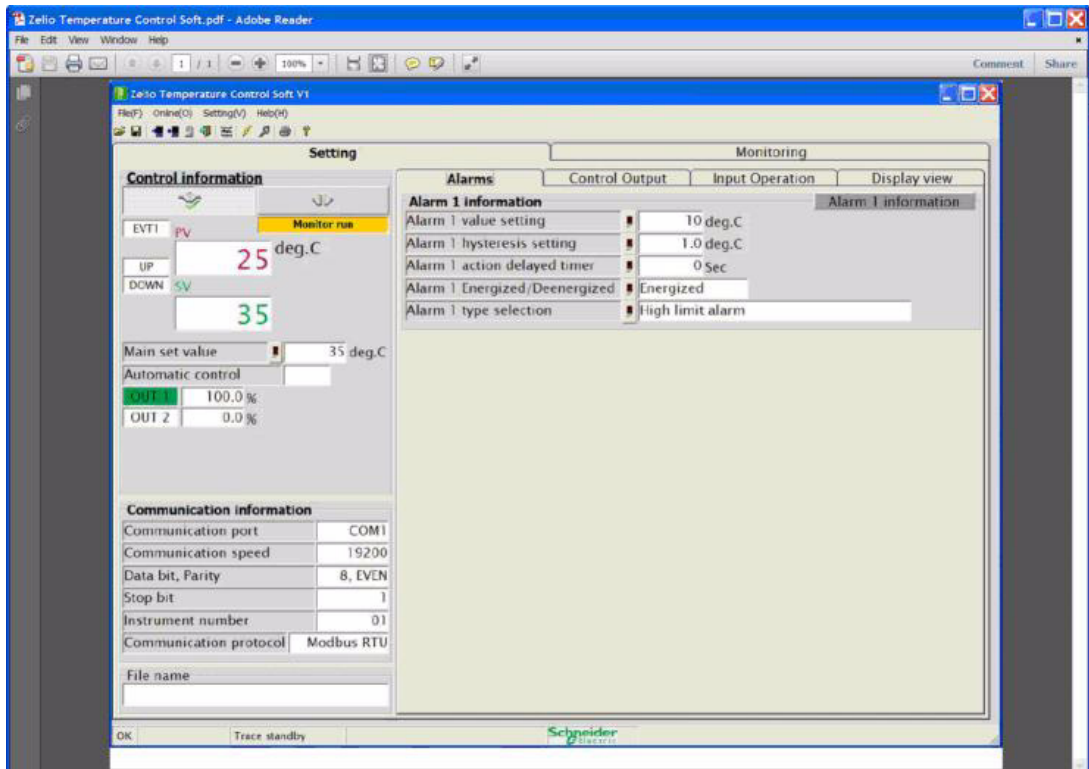 Zelio Temperature Control Soft.pdf - Adobe Reader
File Edit View Window Help
1 / 1 100% Comment Share
Zelio Temperature Control Soft V1
File(F) Online(O) Setting(V) Help(H)
Setting Monitoring
Control information
Monitor run
EVT1 PV
25 deg.C
UP
DOWN SV
35
Main set value 35 deg.C
Automatic control
OUT 1 100.0 %
OUT 2 0.0 %
Communication information
Communication port COM1
Communication speed 19200
Data bit, Parity 8, EVEN
Stop bit 1
Instrument number 01
Communication protocol Modbus RTU
File name
Alarms Control Output Input Operation Display view
Alarm 1 information Alarm 1 information
Alarm 1 value setting 10 deg.C
Alarm 1 hysteresis setting 1.0 deg.C
Alarm 1 action delayed timer 0 Sec
Alarm 1 Energized/Deenergized Energized
Alarm 1 type selection High limit alarm
OK Trace standby Schneider Electric